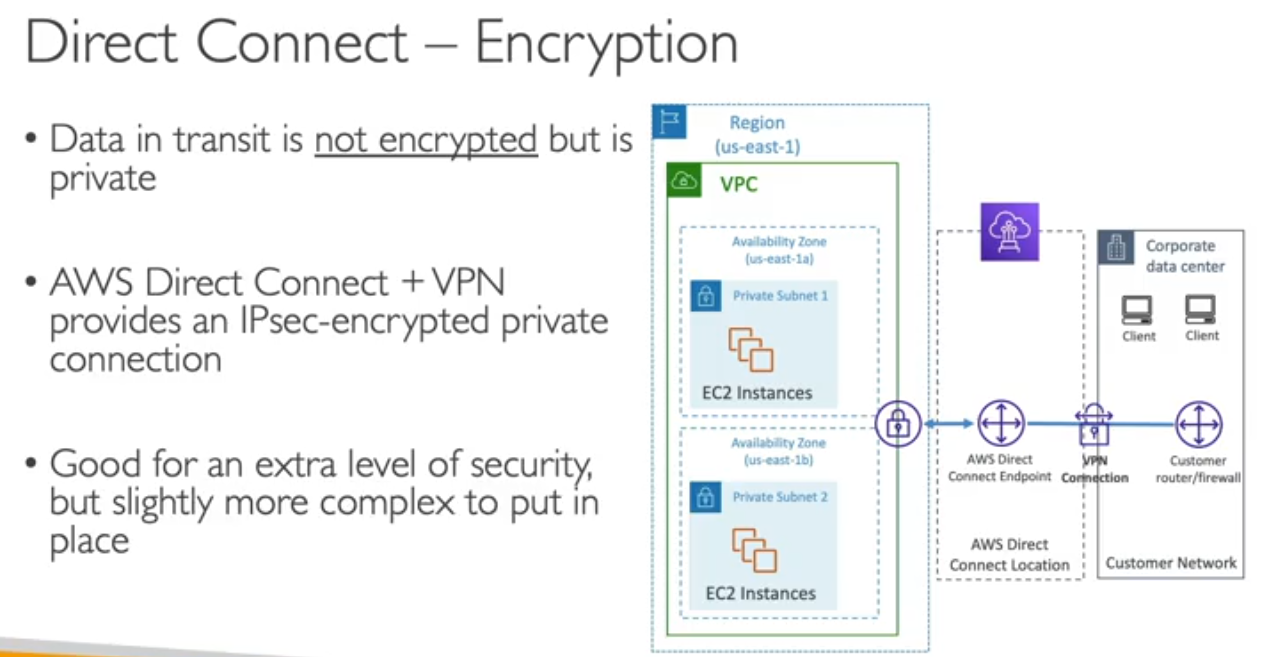 Direct Connect – Encryption
• Data in transit is not encrypted but is
private
• AWS Direct Connect + VPN
provides an IPsec-encrypted private
connection
• Good for an extra level of security,
but slightly more complex to put in
place
Region
(us-east-1)
VPC
Availability Zone
(us-east-1a)
Private Subnet 1
EC2 Instances
Availability Zone
(us-east-1b)
Private Subnet 2
EC2 Instances
AWS Direct
Connect Endpoint
AWS Direct
Connect Location
VPN
Connection
Corporate
data center
Client
Client
Customer
router/firewall
Customer Network